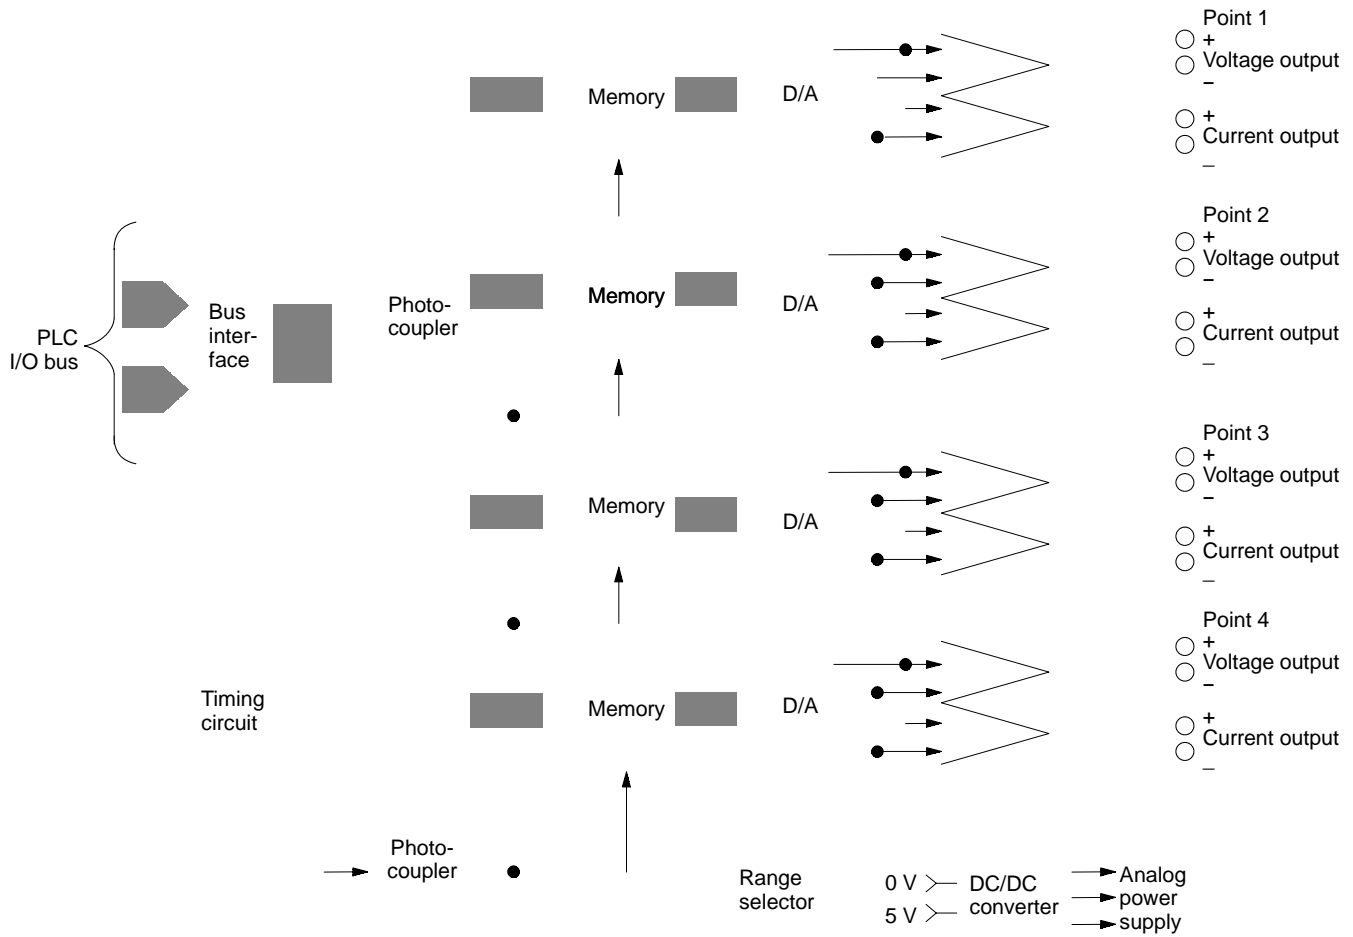 Point 1
+
Voltage output
–
Memory
D/A
+
Current output
–
Point 2
+
Voltage output
–
Photo-
coupler
Memory
D/A
+
Current output
–
PLC
I/O bus
Bus
inter-
face
Point 3
+
Voltage output
–
Memory
D/A
+
Current output
–
Point 4
+
Voltage output
–
Timing
circuit
Memory
D/A
+
Current output
–
Photo-
coupler
Range
selector
0 V
5 V
DC/DC
converter
Analog
power
supply